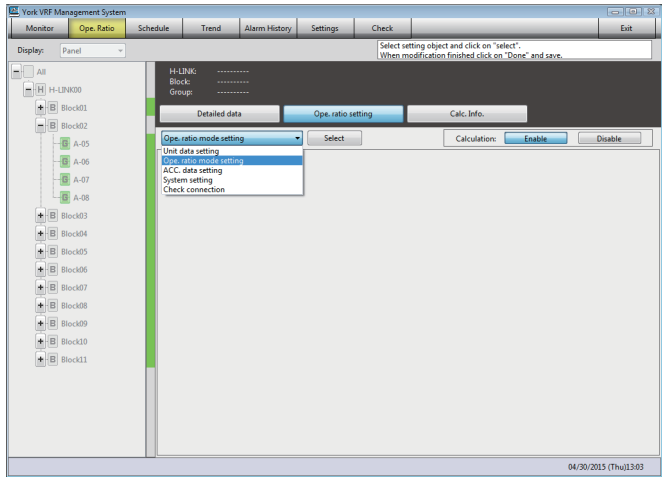 York VRF Management System
Monitor Ope. Ratio Schedule Trend Alarm History Settings Check Exit
Display: Panel
Select setting object and click on "select".
When modification finished click on "Done" and save.
All
H H-LINK00
B Block01
B Block02
G A-05
G A-06
G A-07
G A-08
B Block03
B Block04
B Block05
B Block06
B Block07
B Block08
B Block09
B Block10
B Block11
H-LINK: ----------
Block: ----------
Group: ----------
Detailed data Ope. ratio setting Calc. Info.
Ope. ratio mode setting Select Calculation: Enable Disable
Unit data setting
Ope. ratio mode setting
ACC. data setting
System setting
Check connection
04/30/2015 (Thu)13:03